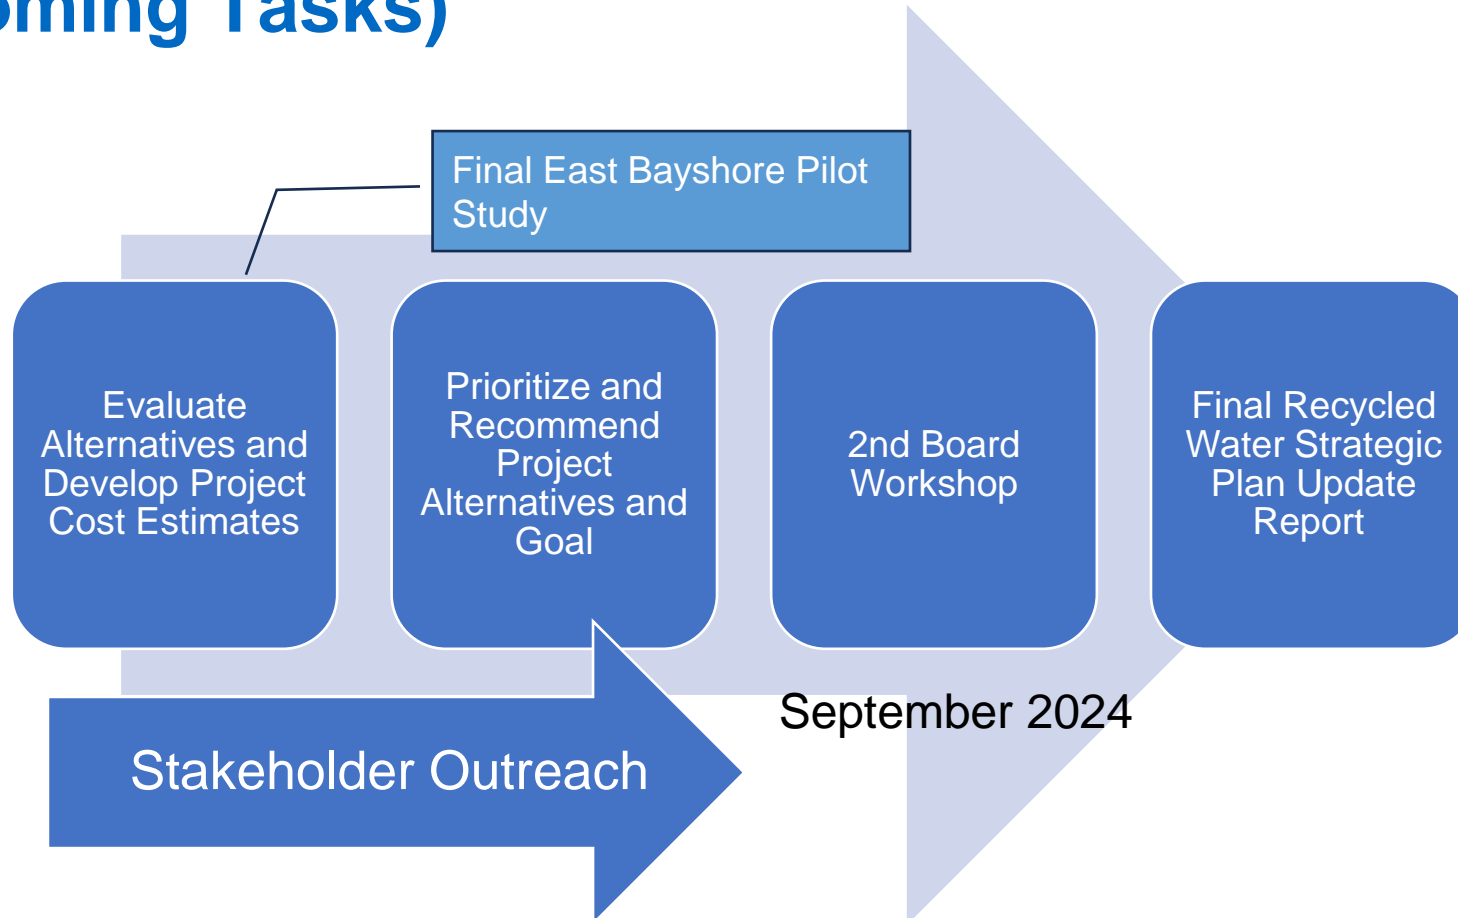 oming Tasks)
Final East Bayshore Pilot
Study
Evaluate
Alternatives and
Develop Project
Cost Estimates
Prioritize and
Recommend
Project
Alternatives and
Goal
2nd Board
Workshop
Final Recycled
Water Strategic
Plan Update
Report
September 2024
Stakeholder Outreach